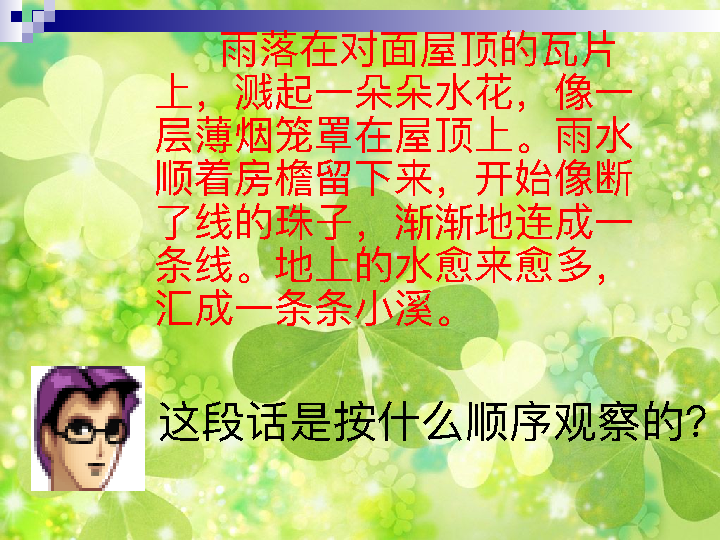 雨落在对面屋顶的瓦片
上，溅起一朵朵水花，像一
层薄烟笼罩在屋顶上。雨水
顺着房檐留下来，开始像断
了线的珠子，渐渐地连成一
条线。地上的水愈来愈多，
汇成一条条小溪。
这段话是按什么顺序观察的?